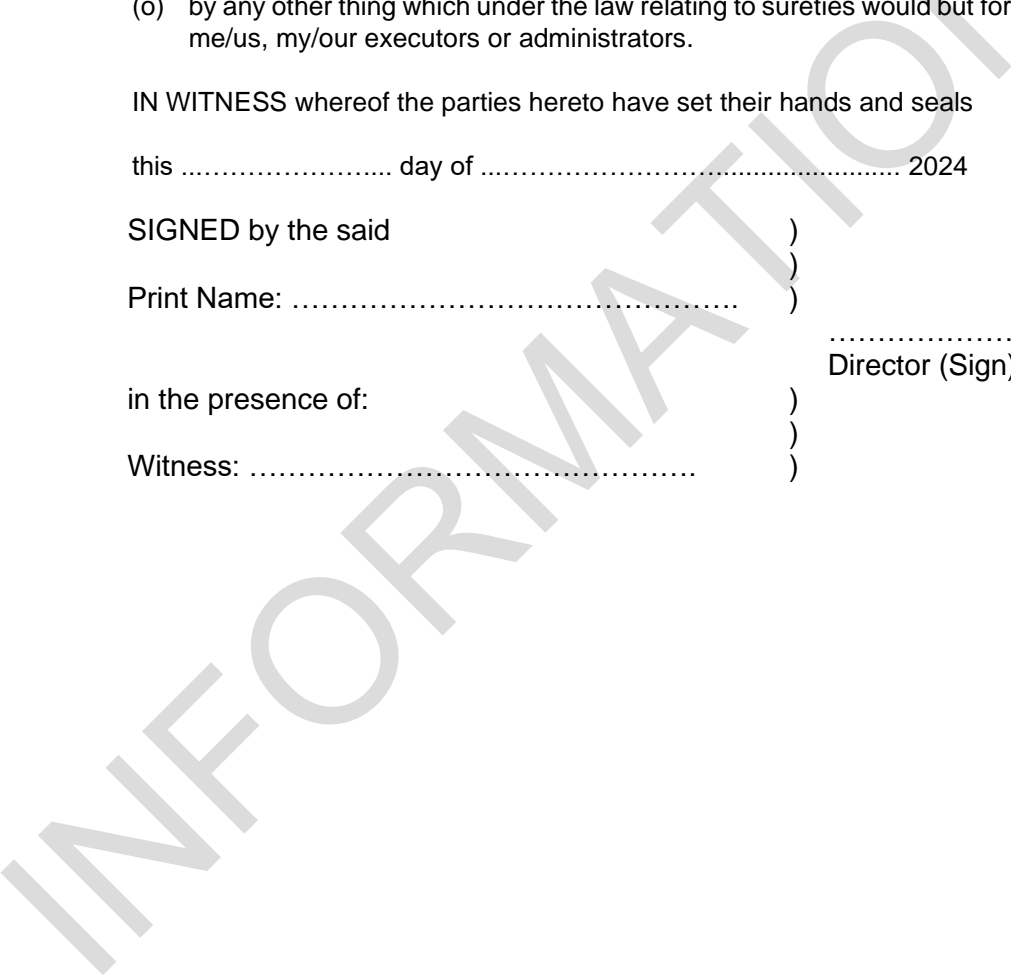 (o) by any other thing which under the law relating to sureties would but for
me/us, my/our executors or administrators.
IN WITNESS whereof the parties hereto have set their hands and seals
this ...……………….... day of ...……………………....................... 2024
SIGNED by the said )
)
Print Name: ………………………………………. )
……………….
Director (Sign)
in the presence of: )
)
Witness: ………………………………………. )
INFORMATION